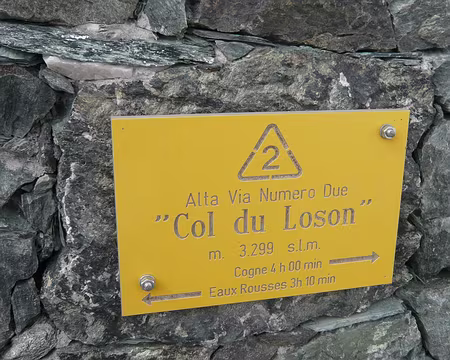 2
Alta Via Numero Due
"Col du Loson"
m. 3.299 s.l.m.
Cogne 4 h 00 min
Eaux Rousses 3h 10 min